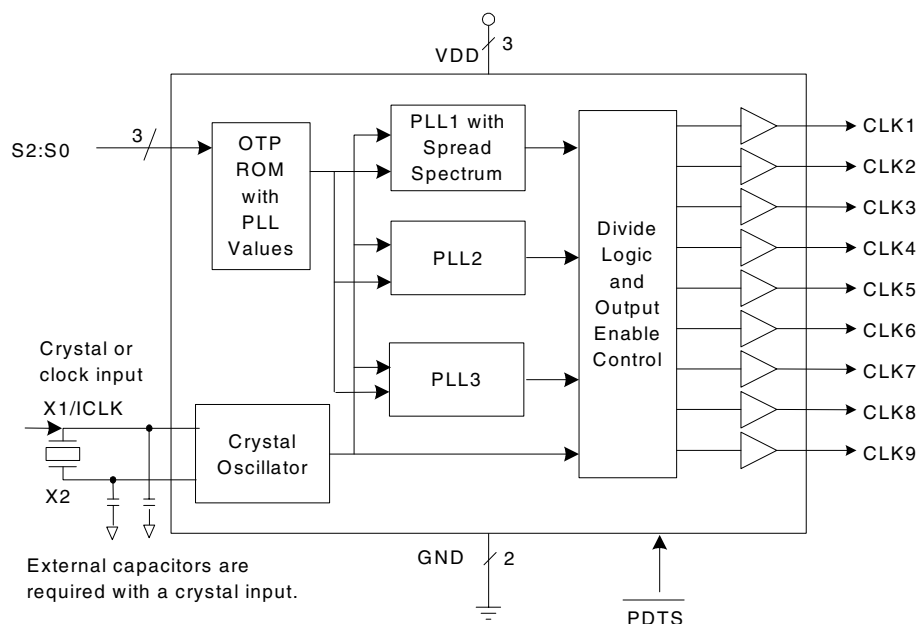 VDD
3
S2:S0
3
OTP
ROM
with
PLL
Values
PLL1 with
Spread
Spectrum
PLL2
PLL3
Divide
Logic
and
Output
Enable
Control
CLK1
CLK2
CLK3
CLK4
CLK5
CLK6
CLK7
CLK8
CLK9
Crystal or
clock input
X1/ICLK
Crystal
Oscillator
X2
External capacitors are
required with a crystal input.
GND
2
PDTS